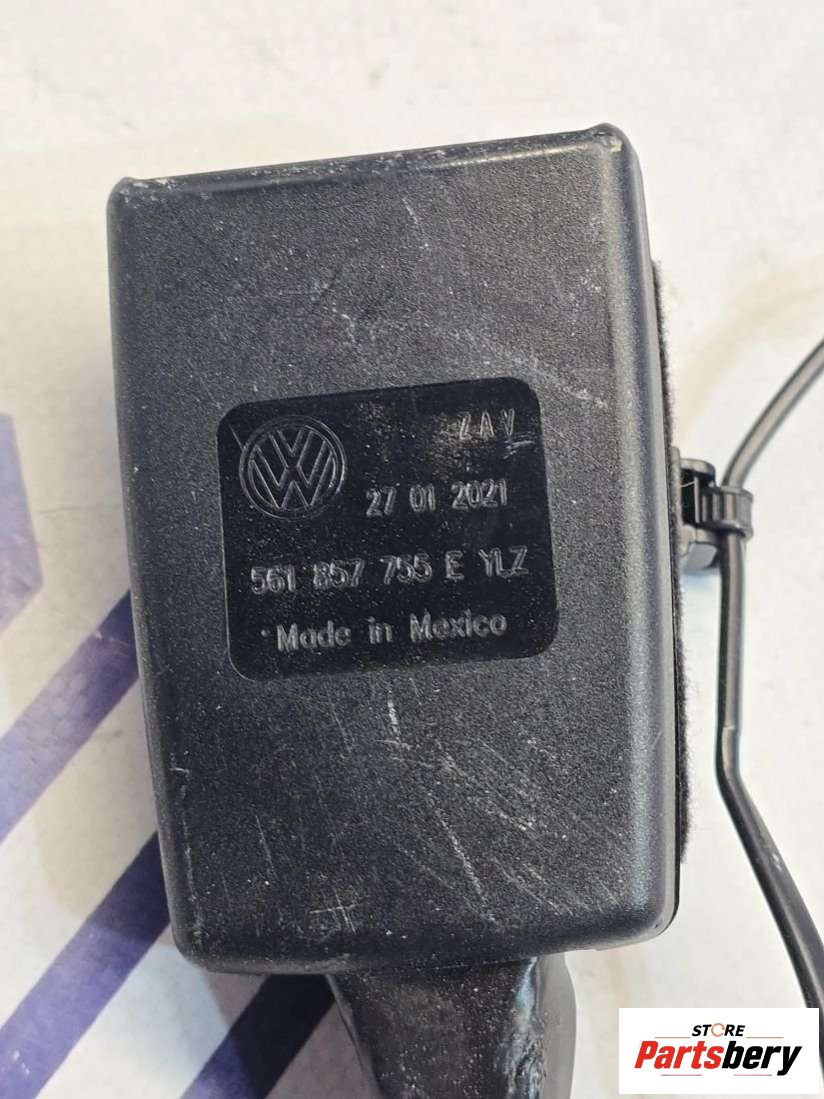 ZAV
27 01 2021
561 857 755 E YLZ
Made in Mexico
STORE
Partsbery